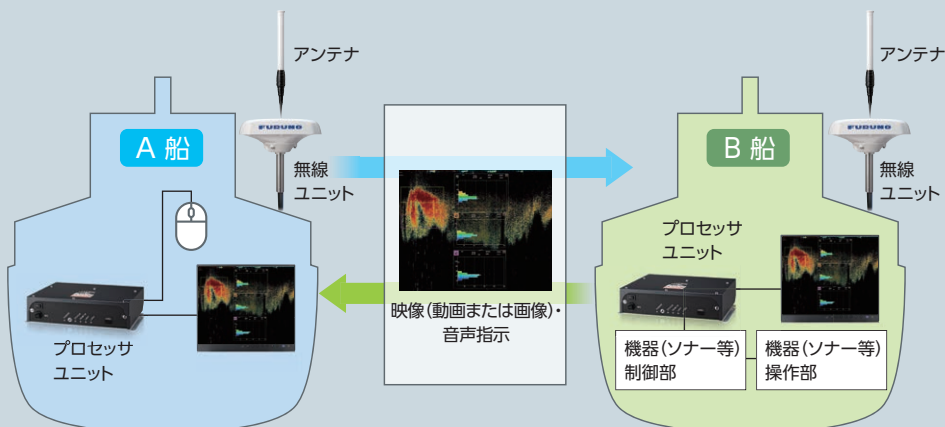 アンテナ
FURUNO
A 船
無線
ユニット
プロセッサ
ユニット
映像(動画または画像)・
音声指示
アンテナ
FURUNO
B 船
無線
ユニット
プロセッサ
ユニット
機器(ソナー等)
制御部
機器(ソナー等)
操作部